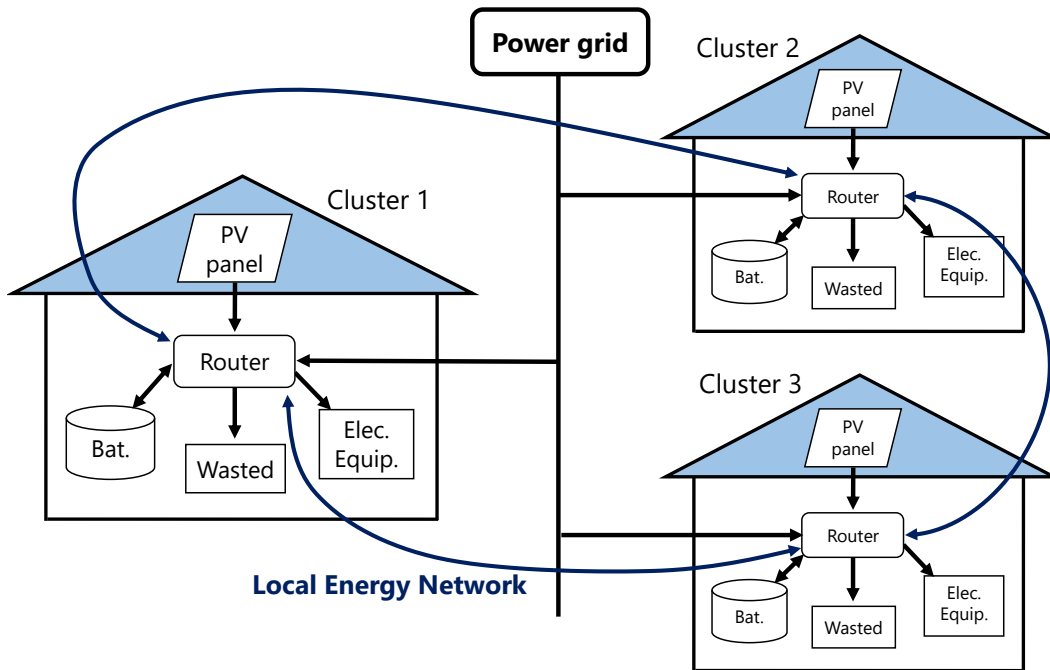 Power grid
Cluster 2
PV
panel
Router
Bat.
Wasted
Elec.
Equip.
Cluster 1
PV
panel
Router
Bat.
Wasted
Elec.
Equip.
Cluster 3
PV
panel
Router
Bat.
Wasted
Elec.
Equip.
Local Energy Network